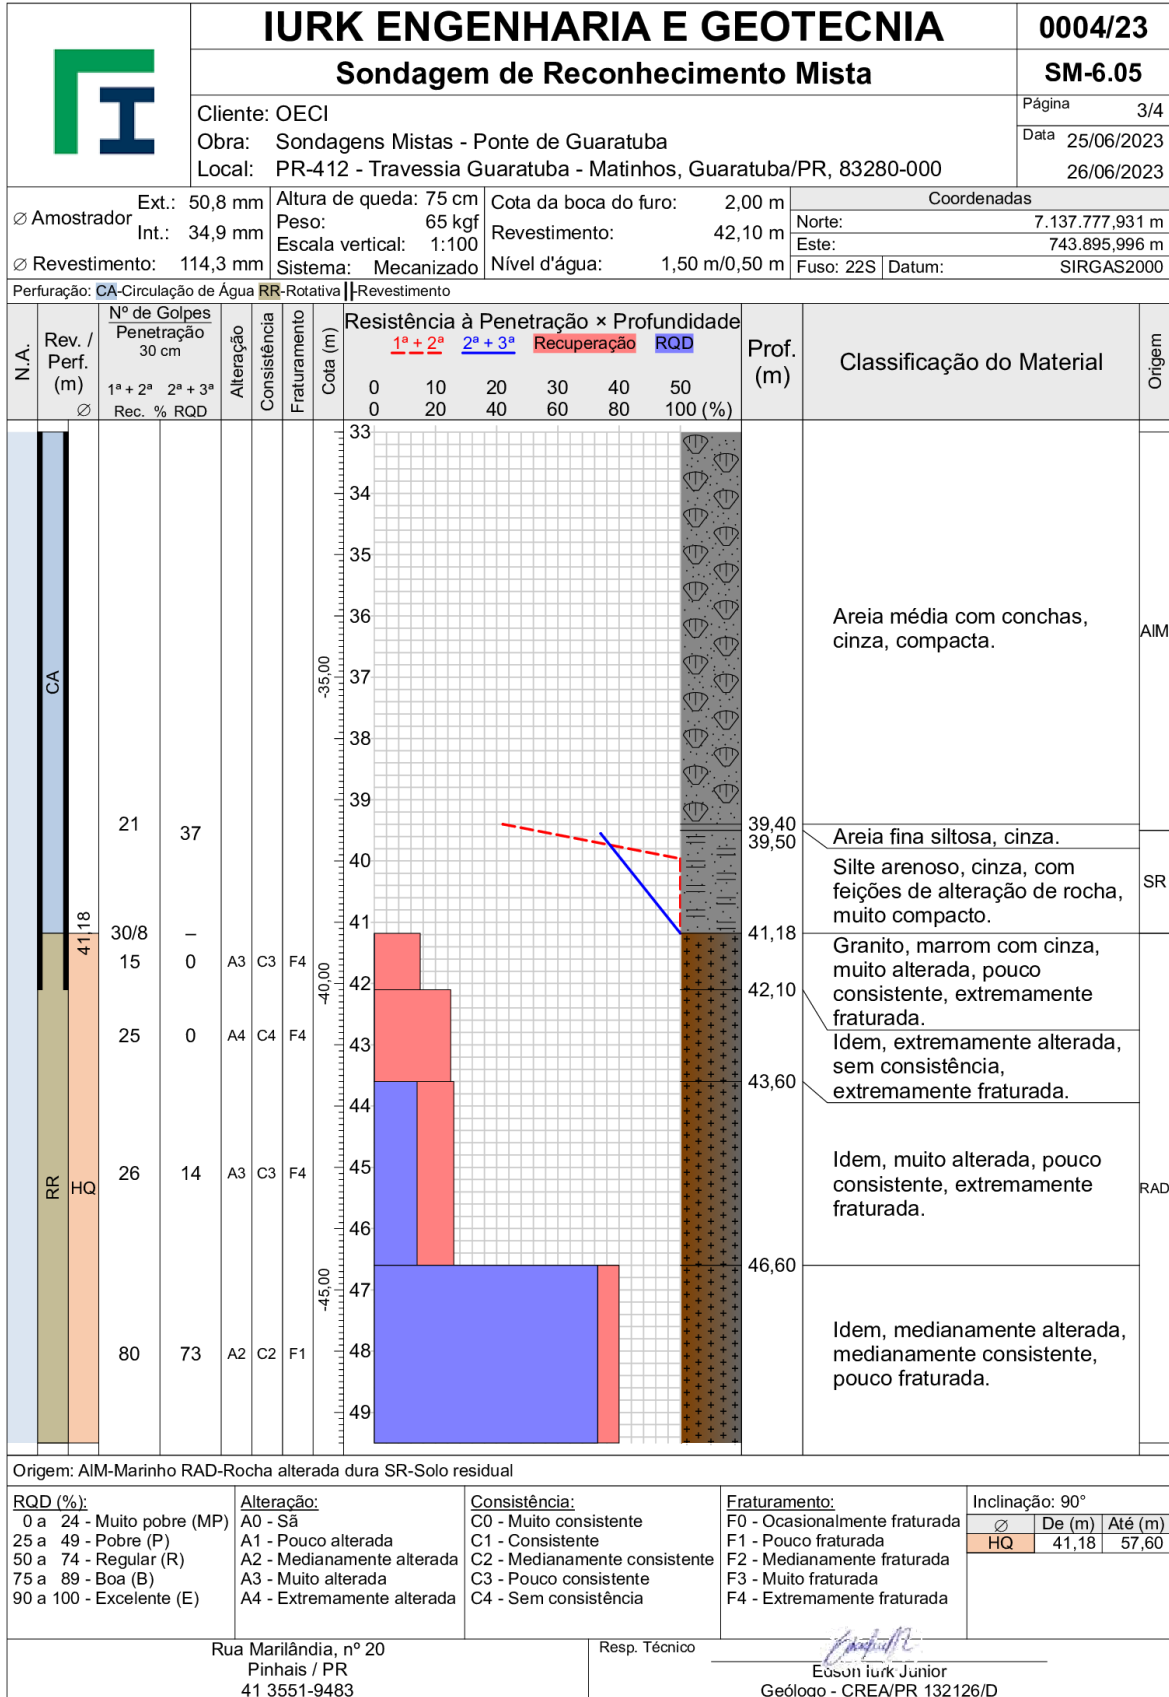 IURK ENGENHARIA E GEOTECNIA
0004/23
Sondagem de Reconhecimento Mista
SM-6.05
Cliente: OECI
Obra: Sondagens Mistas - Ponte de Guaratuba
Local: PR-412 - Travessia Guaratuba - Matinhos, Guaratuba/PR, 83280-000
Página 3/4
Data 25/06/2023
26/06/2023
Ø Amostrador Ext.: 50,8 mm
Int.: 34,9 mm
Ø Revestimento: 114,3 mm
Altura de queda: 75 cm
Peso: 65 kgf
Escala vertical: 1:100
Sistema: Mecanizado
Cota da boca do furo: 2,00 m
Revestimento: 42,10 m
Nível d'água: 1,50 m/0,50 m
Coordenadas
Norte: 7.137.777,931 m
Este: 743.895,996 m
Fuso: 22S Datum: SIRGAS2000
Perfuração: CA-Circulação de Água RR-Rotativa ||-Revestimento
N.A.
Rev. /
Perf.
(m)
Ø
Nº de Golpes
Penetração
30 cm
1ª + 2ª 2ª + 3ª
Rec. % RQD
Alteração
Consistência
Fraturamento
Cota (m)
Resistência à Penetração × Profundidade
1ª + 2ª 2ª + 3ª Recuperação RQD
0 10 20 30 40 50
0 20 40 60 80 100 (%)
Prof.
(m)
Classificação do Material
Origem
33
34
35
36
Areia média com conchas,
cinza, compacta.
AIM
CA
-35,00
37
38
39
21 37
39,40
39,50
Areia fina siltosa, cinza.
40
Silte arenoso, cinza, com
feições de alteração de rocha,
muito compacto.
SR
41
41,18
30/8 –
41,18
Granito, marrom com cinza,
muito alterada, pouco
consistente, extremamente
fraturada.
15 0 A3 C3 F4
-40,00
42
42,10
25 0 A4 C4 F4
43
Idem, extremamente alterada,
sem consistência,
extremamente fraturada.
43,60
44
45
26 14 A3 C3 F4
RR
HQ
Idem, muito alterada, pouco
consistente, extremamente
fraturada.
RAD
46
46,60
-45,00
47
48
80 73 A2 C2 F1
Idem, medianamente alterada,
medianamente consistente,
pouco fraturada.
49
Origem: AIM-Marinho RAD-Rocha alterada dura SR-Solo residual
RQD (%):
0 a 24 - Muito pobre (MP)
25 a 49 - Pobre (P)
50 a 74 - Regular (R)
75 a 89 - Boa (B)
90 a 100 - Excelente (E)
Alteração:
A0 - Sã
A1 - Pouco alterada
A2 - Medianamente alterada
A3 - Muito alterada
A4 - Extremamente alterada
Consistência:
C0 - Muito consistente
C1 - Consistente
C2 - Medianamente consistente
C3 - Pouco consistente
C4 - Sem consistência
Fraturamento:
F0 - Ocasionalmente fraturada
F1 - Pouco fraturada
F2 - Medianamente fraturada
F3 - Muito fraturada
F4 - Extremamente fraturada
Inclinação: 90°
Ø De (m) Até (m)
HQ 41,18 57,60
Rua Marilândia, nº 20
Pinhais / PR
41 3551-9483
Resp. Técnico
Edson Iurk Junior
Geólogo - CREA/PR 132126/D